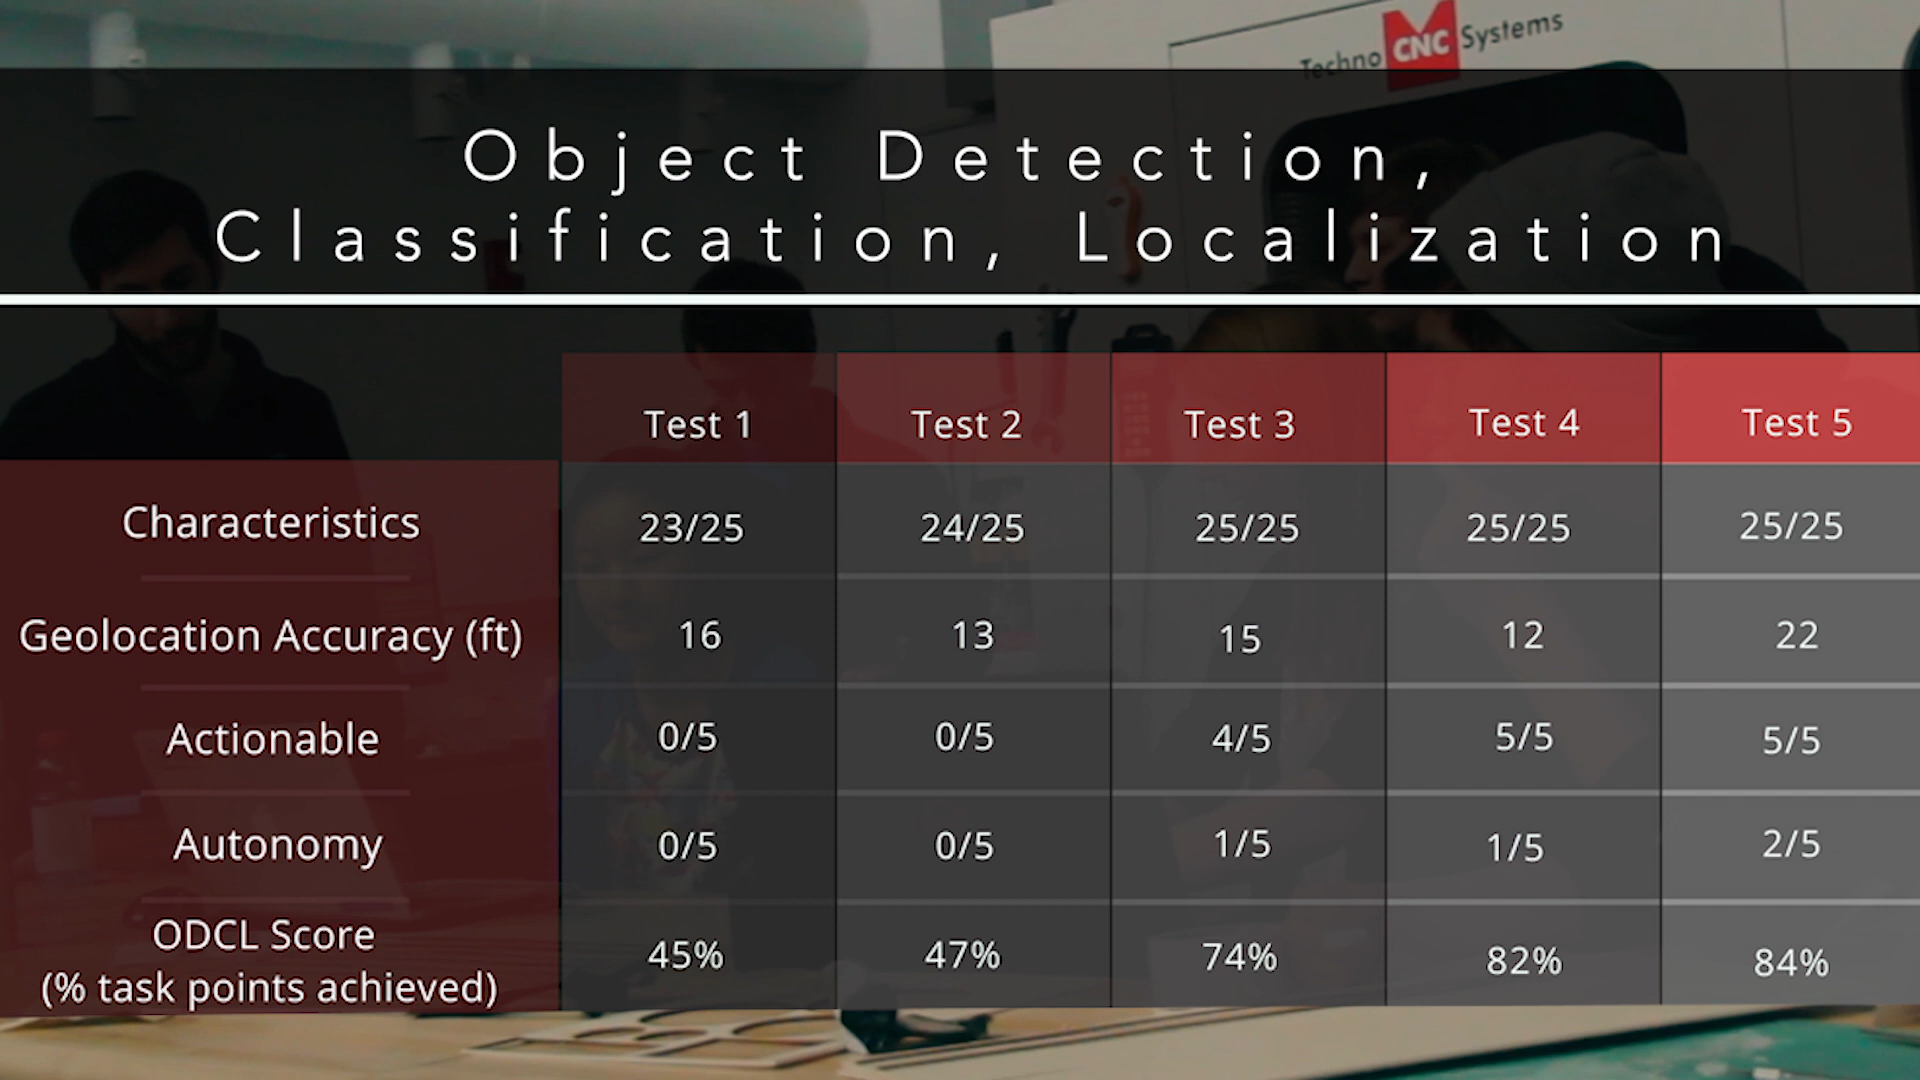 Techno CNC Systems
Object Detection,
Classification, Localization
Test 1 Test 2 Test 3 Test 4 Test 5
Characteristics 23/25 24/25 25/25 25/25 25/25
Geolocation Accuracy (ft) 16 13 15 12 22
Actionable 0/5 0/5 4/5 5/5 5/5
Autonomy 0/5 0/5 1/5 1/5 2/5
ODCL Score
(% task points achieved) 45% 47% 74% 82% 84%